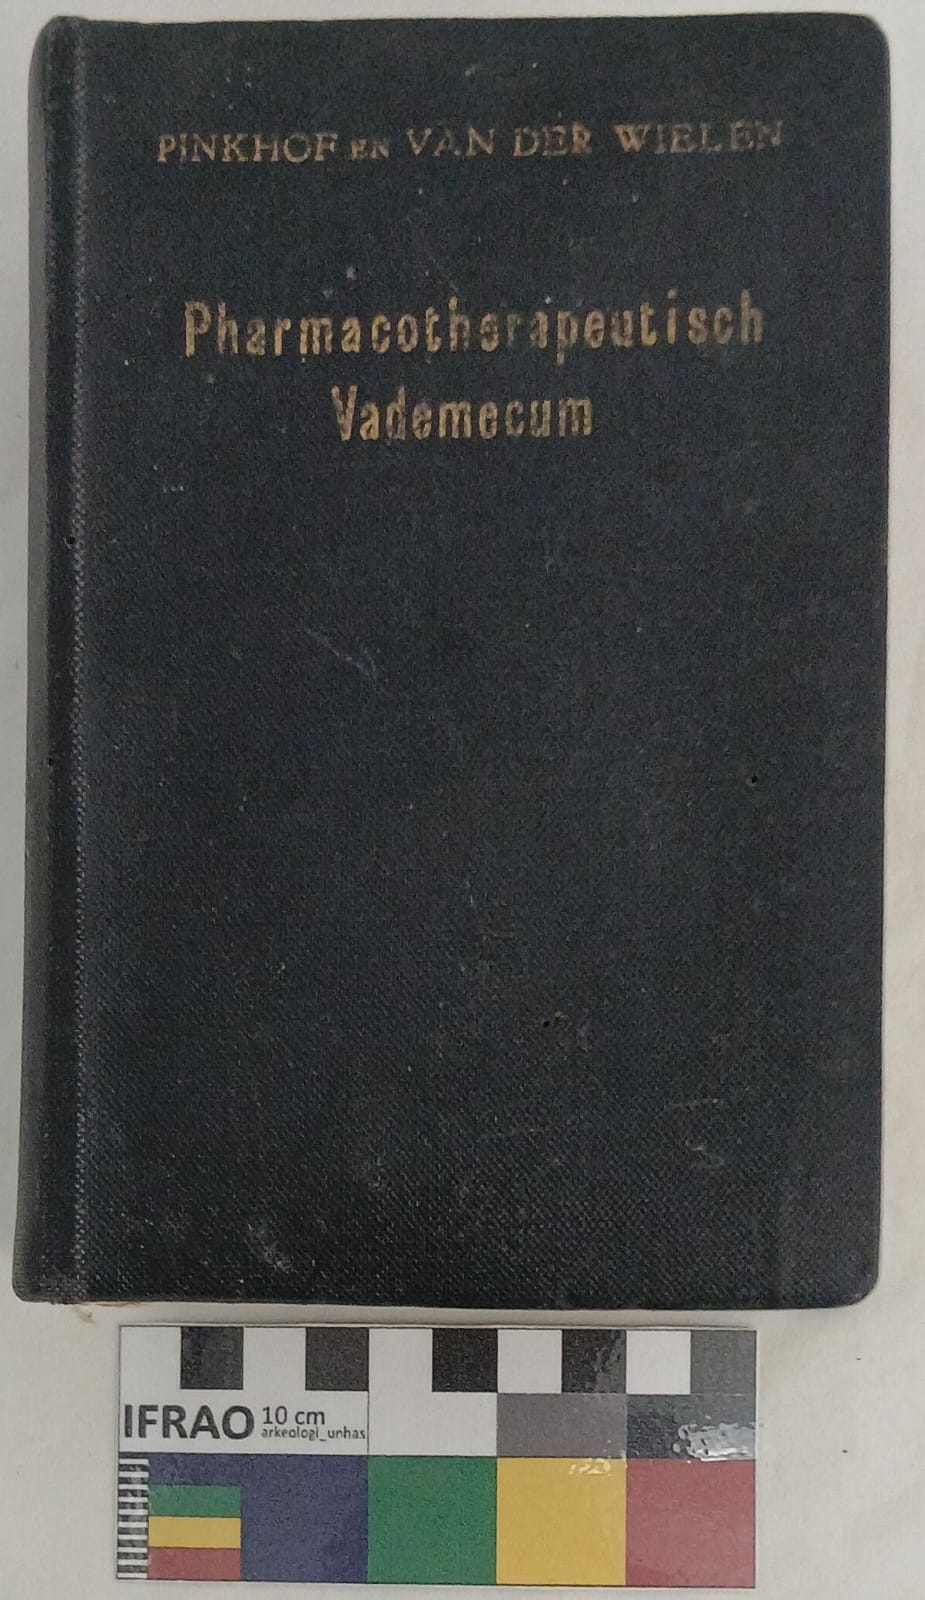 PINKHOF EN VAN DER WIELEN
Pharmacotherapeutisch
Vademecum
IFRAO 10 cm
arkeologi_unhas